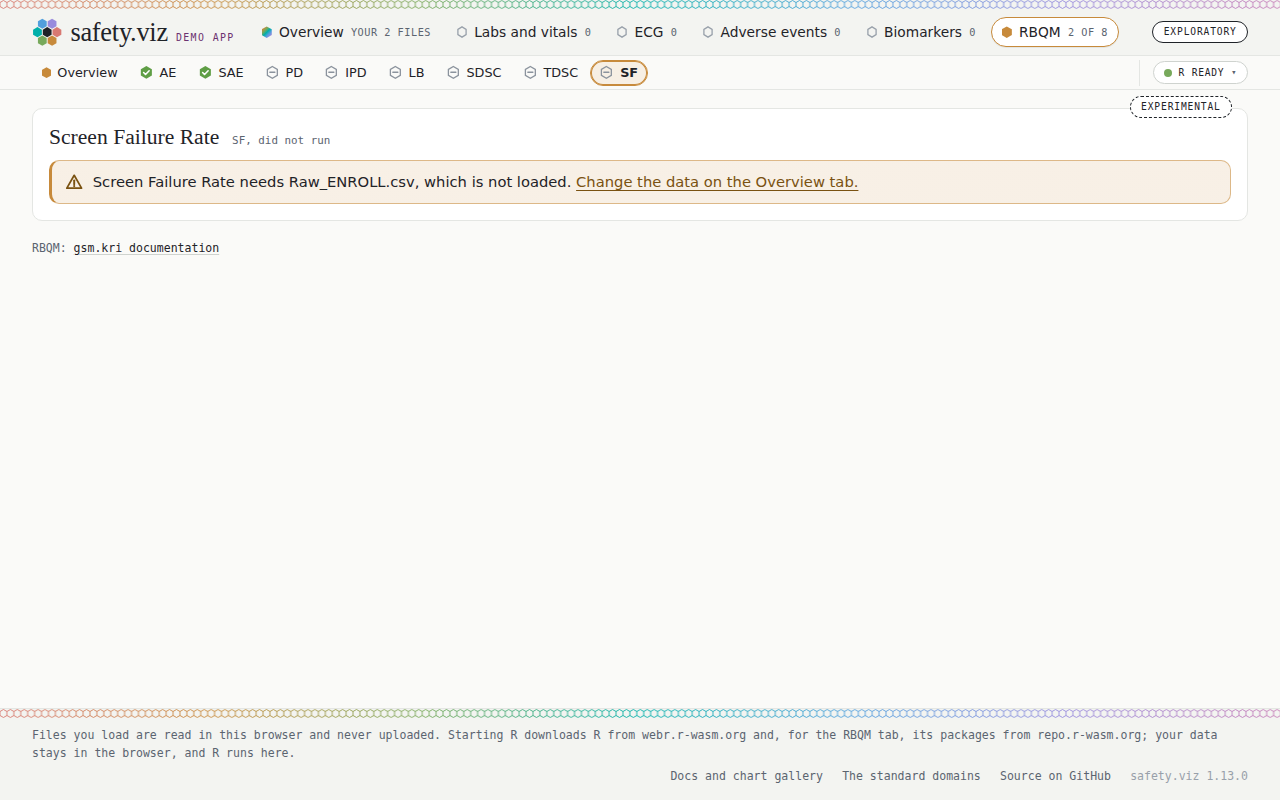 safety.viz DEMO APP Overview YOUR 2 FILES Labs and vitals 0 ECG 0 Adverse events 0 Biomarkers 0 RBQM 2 OF 8 EXPLORATORY
Overview AE SAE PD IPD LB SDSC TDSC SF R READY
EXPERIMENTAL
Screen Failure Rate SF, did not run
Screen Failure Rate needs Raw_ENROLL.csv, which is not loaded. Change the data on the Overview tab.
RBQM: gsm.kri documentation
Files you load are read in this browser and never uploaded. Starting R downloads R from webr.r-wasm.org and, for the RBQM tab, its packages from repo.r-wasm.org; your data
stays in the browser, and R runs here.
Docs and chart gallery The standard domains Source on GitHub safety.viz 1.13.0